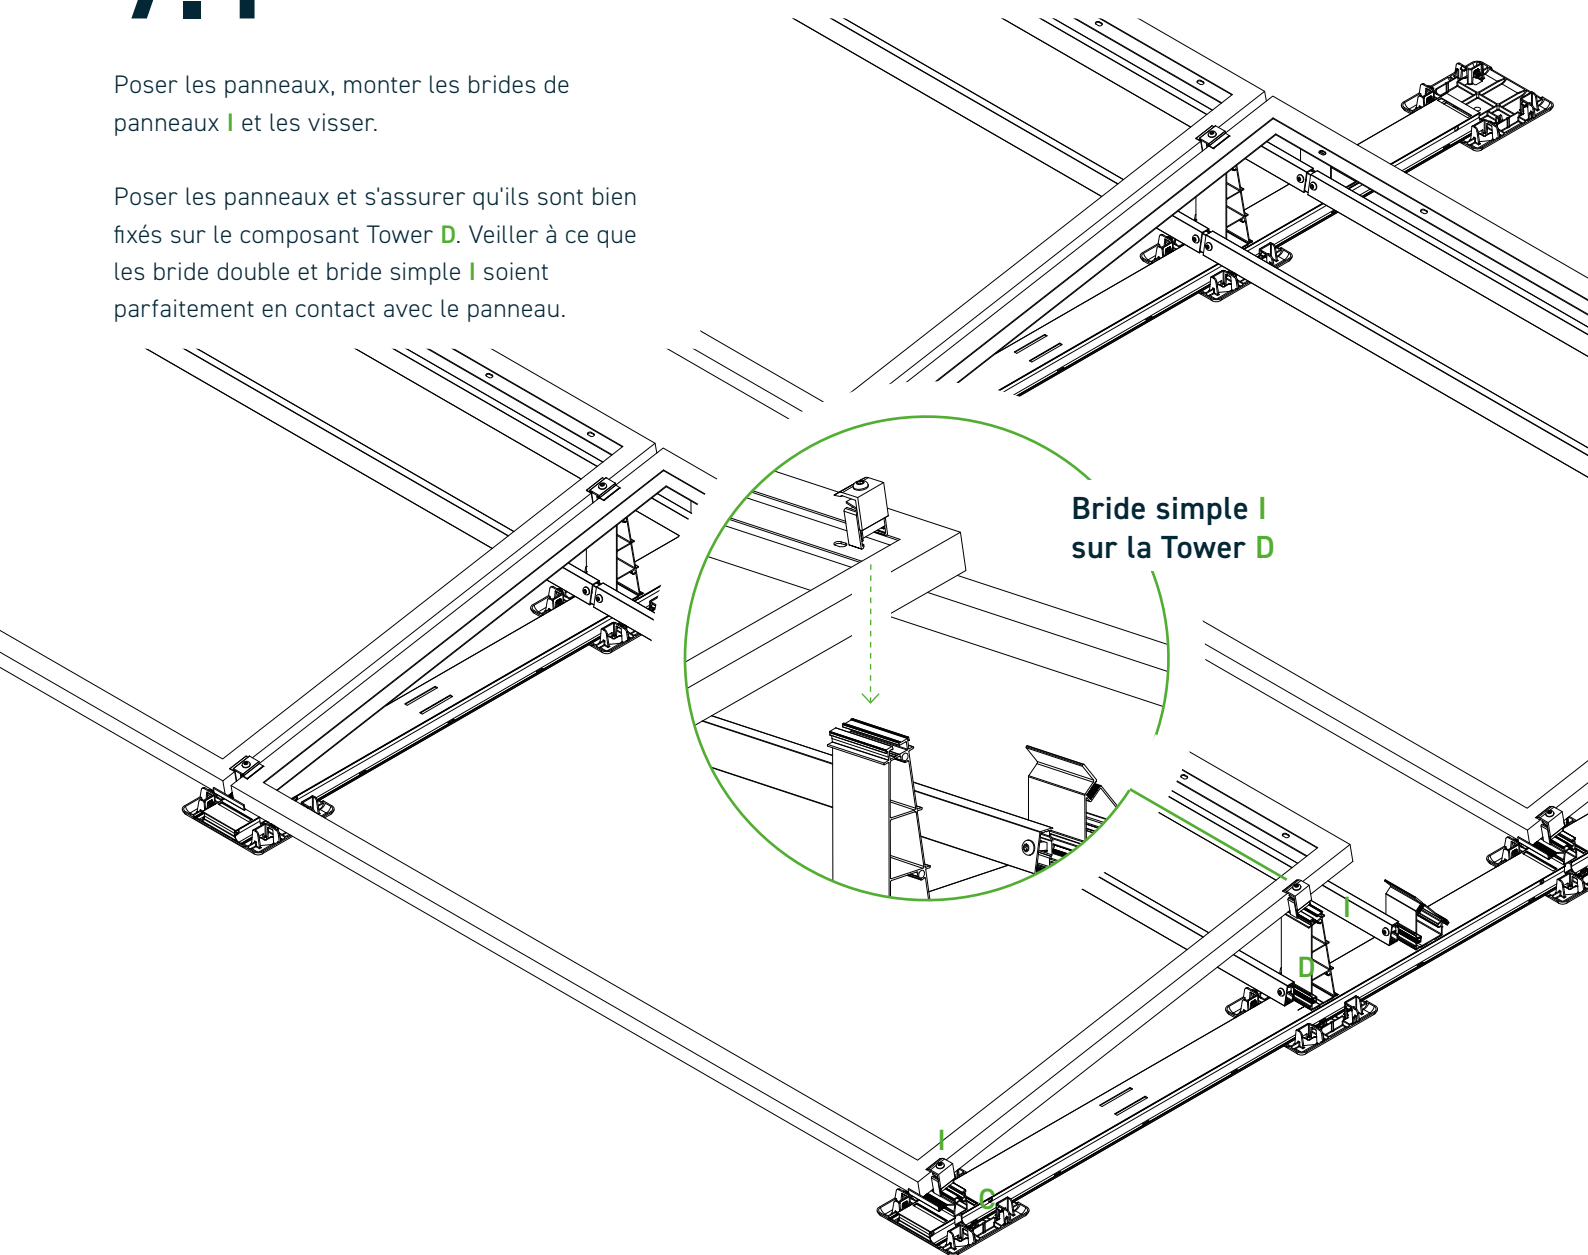 Poser les panneaux, monter les brides de
panneaux I et les visser.
Poser les panneaux et s'assurer qu'ils sont bien
fixés sur le composant Tower D. Veiller à ce que
les bride double et bride simple I soient
parfaitement en contact avec le panneau.
Bride simple I
sur la Tower D
I
D
I
C